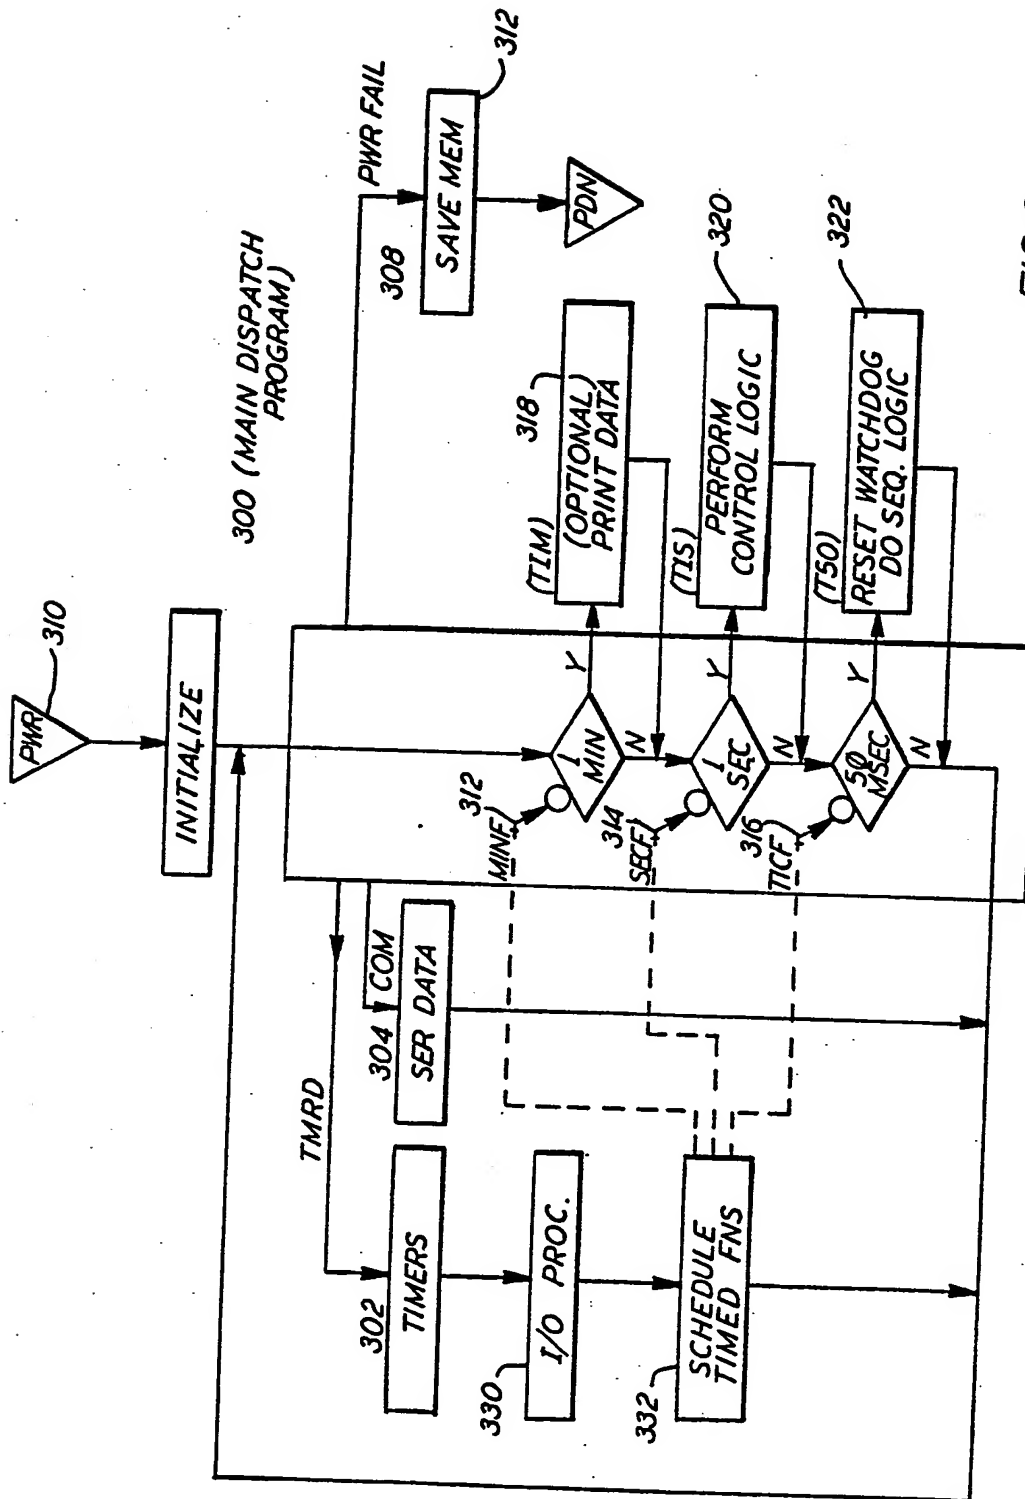 PWR
310
INITIALIZE
300 (MAIN DISPATCH
PROGRAM)
PWR FAIL
308
SAVE MEM
312
PDN
TMRD
COM
302
TIMERS
304
SER DATA
330
I/O PROC.
332
SCHEDULE
TIMED FNS
MINF
312
1
MIN
Y
N
(T1M)
318
(OPTIONAL)
PRINT DATA
SECF
314
1
SEC
Y
N
(T1S)
PERFORM
CONTROL LOGIC
320
TICF
316
50
MSEC
Y
N
(T50)
RESET WATCHDOG
DO SEQ. LOGIC
322